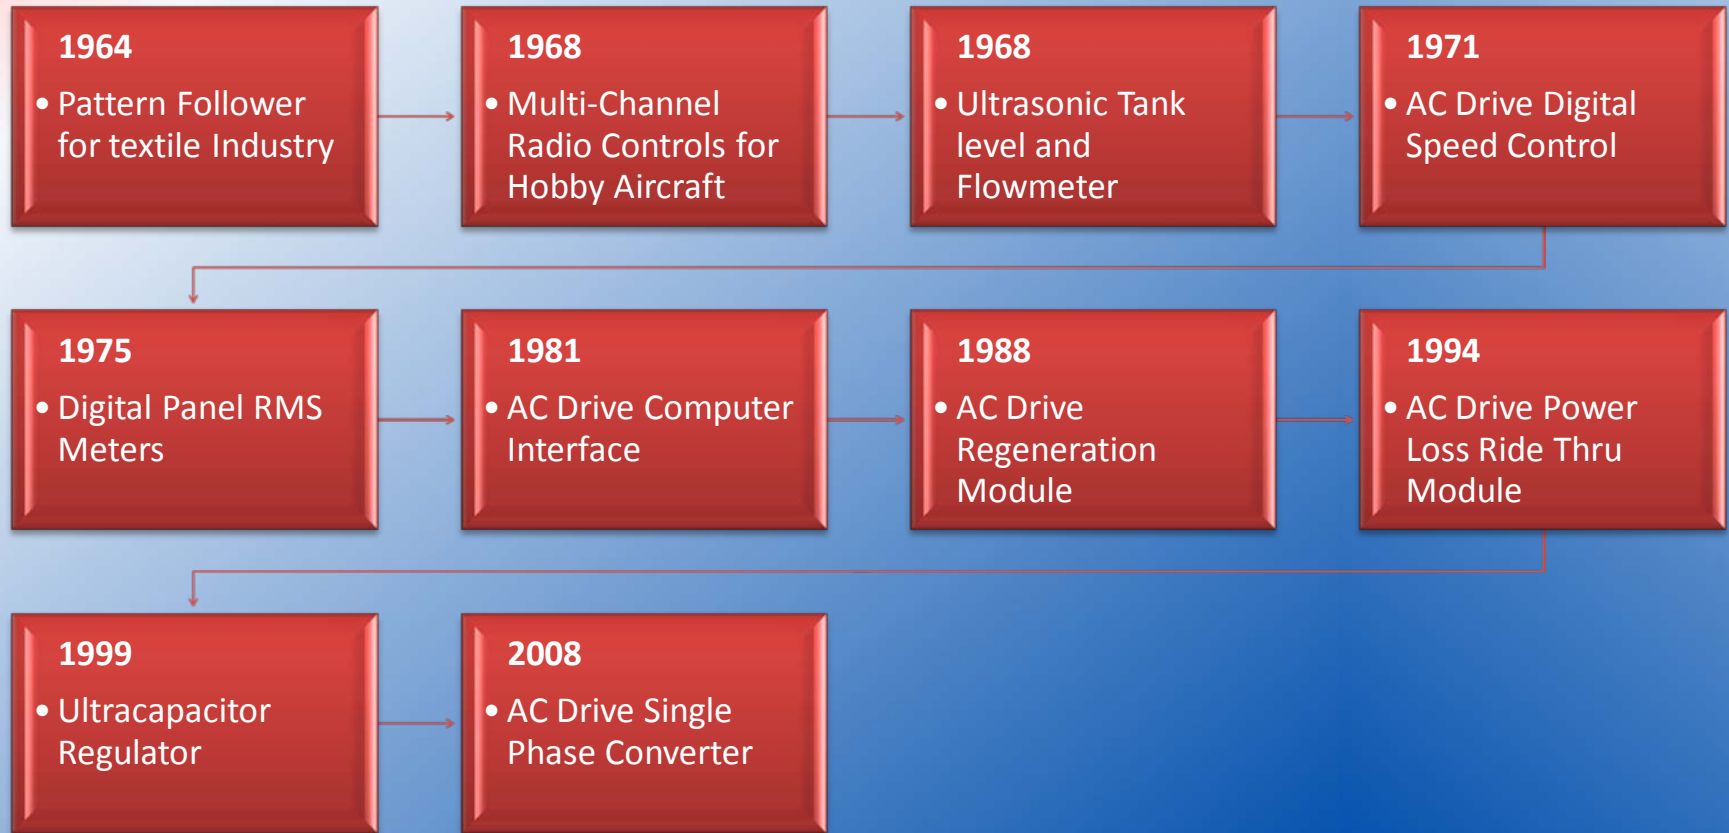 1964
• Pattern Follower
for textile Industry
1968
• Multi-Channel
Radio Controls for
Hobby Aircraft
1968
• Ultrasonic Tank
level and
Flowmeter
1971
• AC Drive Digital
Speed Control
1975
• Digital Panel RMS
Meters
1981
• AC Drive Computer
Interface
1988
• AC Drive
Regeneration
Module
1994
• AC Drive Power
Loss Ride Thru
Module
1999
• Ultracapacitor
Regulator
2008
• AC Drive Single
Phase Converter